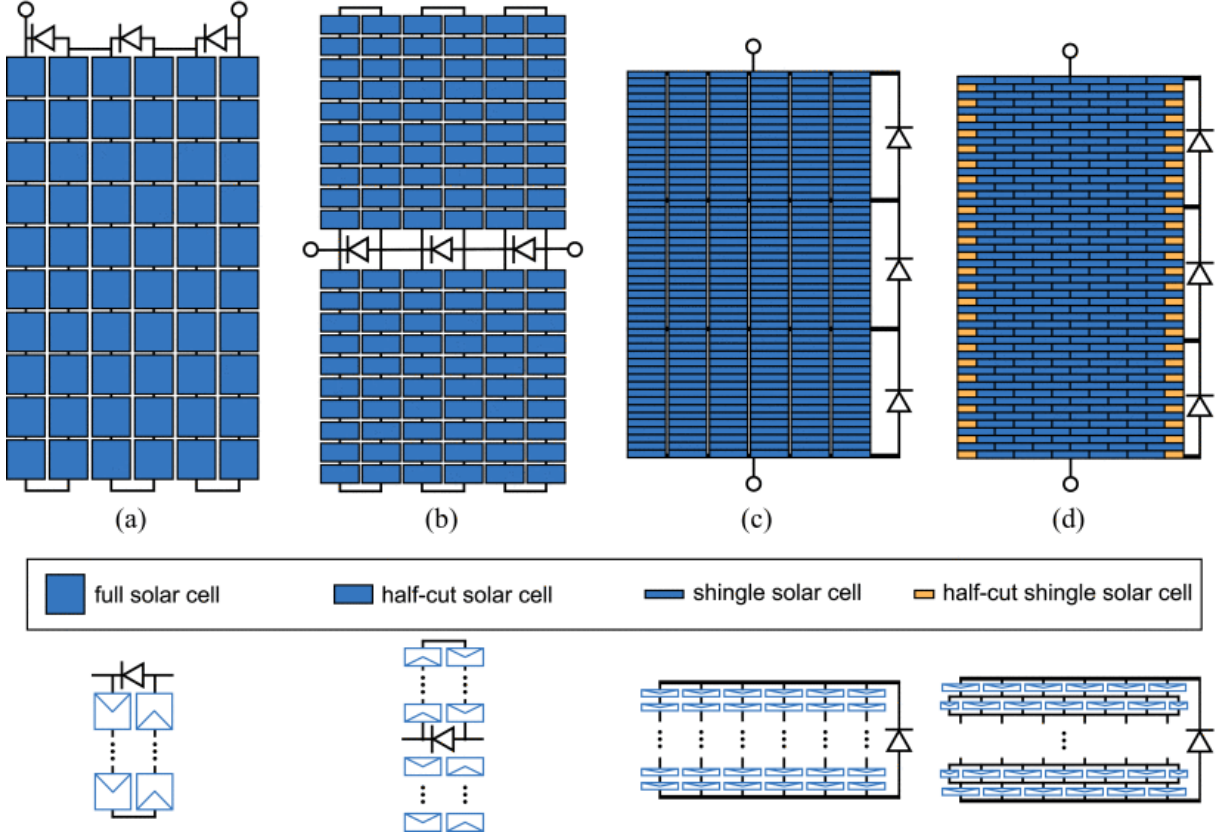 (a)
(b)
(c)
(d)
full solar cell
half-cut solar cell
shingle solar cell
half-cut shingle solar cell